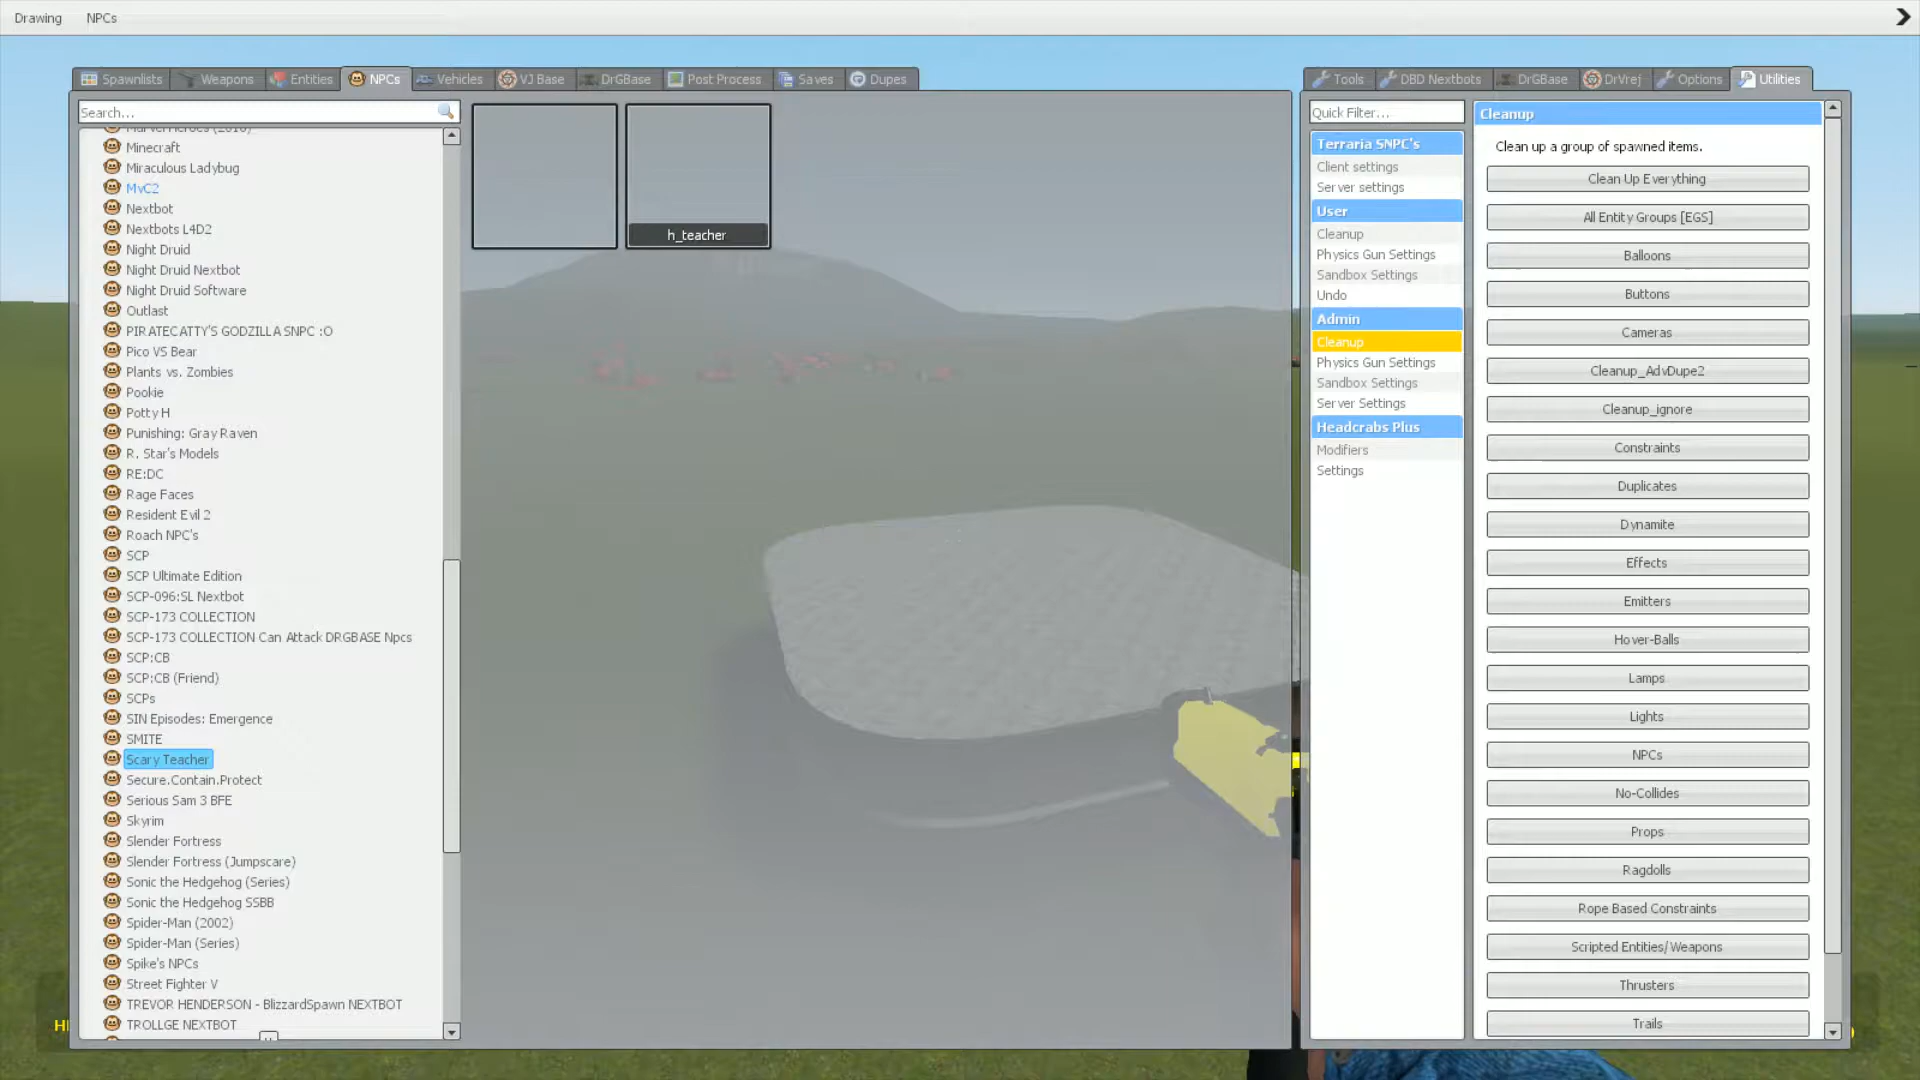 Drawing
NPCs
Spawnlists
Weapons
Entities
NPCs
Vehicles
VJ Base
DrGBase
Post Process
Saves
Dupes
Search...
Minecraft
Miraculous Ladybug
MvC2
Nextbot
Nextbots L4D2
Night Druid
Night Druid Nextbot
Night Druid Software
Outlast
PIRATECATTY'S GODZILLA SNPC :O
Pico VS Bear
Plants vs. Zombies
Pookie
Potty H
Punishing: Gray Raven
R. Star's Models
RE:DC
Rage Faces
Resident Evil 2
Roach NPC's
SCP
SCP Ultimate Edition
SCP-096:SL Nextbot
SCP-173 COLLECTION
SCP-173 COLLECTION Can Attack DRGBASE Npcs
SCP:CB
SCP:CB (Friend)
SCPs
SIN Episodes: Emergence
SMITE
Scary Teacher
Secure.Contain.Protect
Serious Sam 3 BFE
Skyrim
Slender Fortress
Slender Fortress (Jumpscare)
Sonic the Hedgehog (Series)
Sonic the Hedgehog SSBB
Spider-Man (2002)
Spider-Man (Series)
Spike's NPCs
Street Fighter V
TREVOR HENDERSON - BlizzardSpawn NEXTBOT
TROLLGE NEXTBOT
h_teacher
Tools
DBD Nextbots
DrGBase
DrVrej
Options
Utilities
Quick Filter...
Terraria SNPC's
Client settings
Server settings
User
Cleanup
Physics Gun Settings
Sandbox Settings
Undo
Admin
Cleanup
Physics Gun Settings
Sandbox Settings
Server Settings
Headcrabs Plus
Modifiers
Settings
Cleanup
Clean up a group of spawned items.
Clean Up Everything
All Entity Groups [EGS]
Balloons
Buttons
Cameras
Cleanup_AdvDupe2
Cleanup_ignore
Constraints
Duplicates
Dynamite
Effects
Emitters
Hover-Balls
Lamps
Lights
NPCs
No-Collides
Props
Ragdolls
Rope Based Constraints
Scripted Entities/Weapons
Thrusters
Trails